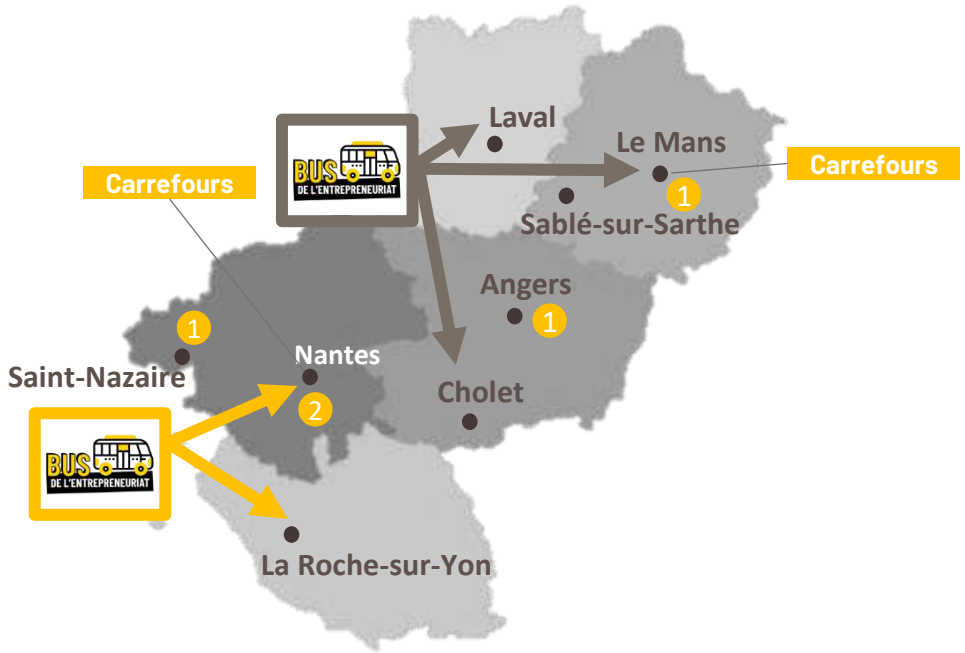 Laval
Le Mans
Carrefours
BUS
DE L'ENTREPRENEURIAT
Carrefours
1
Sablé-sur-Sarthe
Angers
1
1
Nantes
Saint-Nazaire
Cholet
2
BUS
DE L'ENTREPRENEURIAT
La Roche-sur-Yon